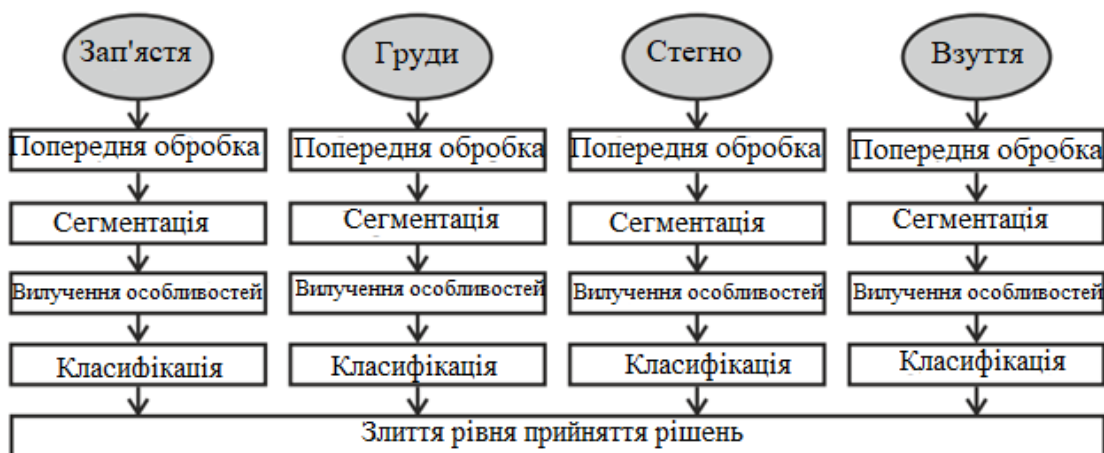 Зап'ястя Груди Стегно Взуття
Попередня обробка Попередня обробка Попередня обробка Попередня обробка
Сегментація Сегментація Сегментація Сегментація
Вилучення особливостей Вилучення особливостей Вилучення особливостей Вилучення особливостей
Класифікація Класифікація Класифікація Класифікація
Злиття рівня прийняття рішень